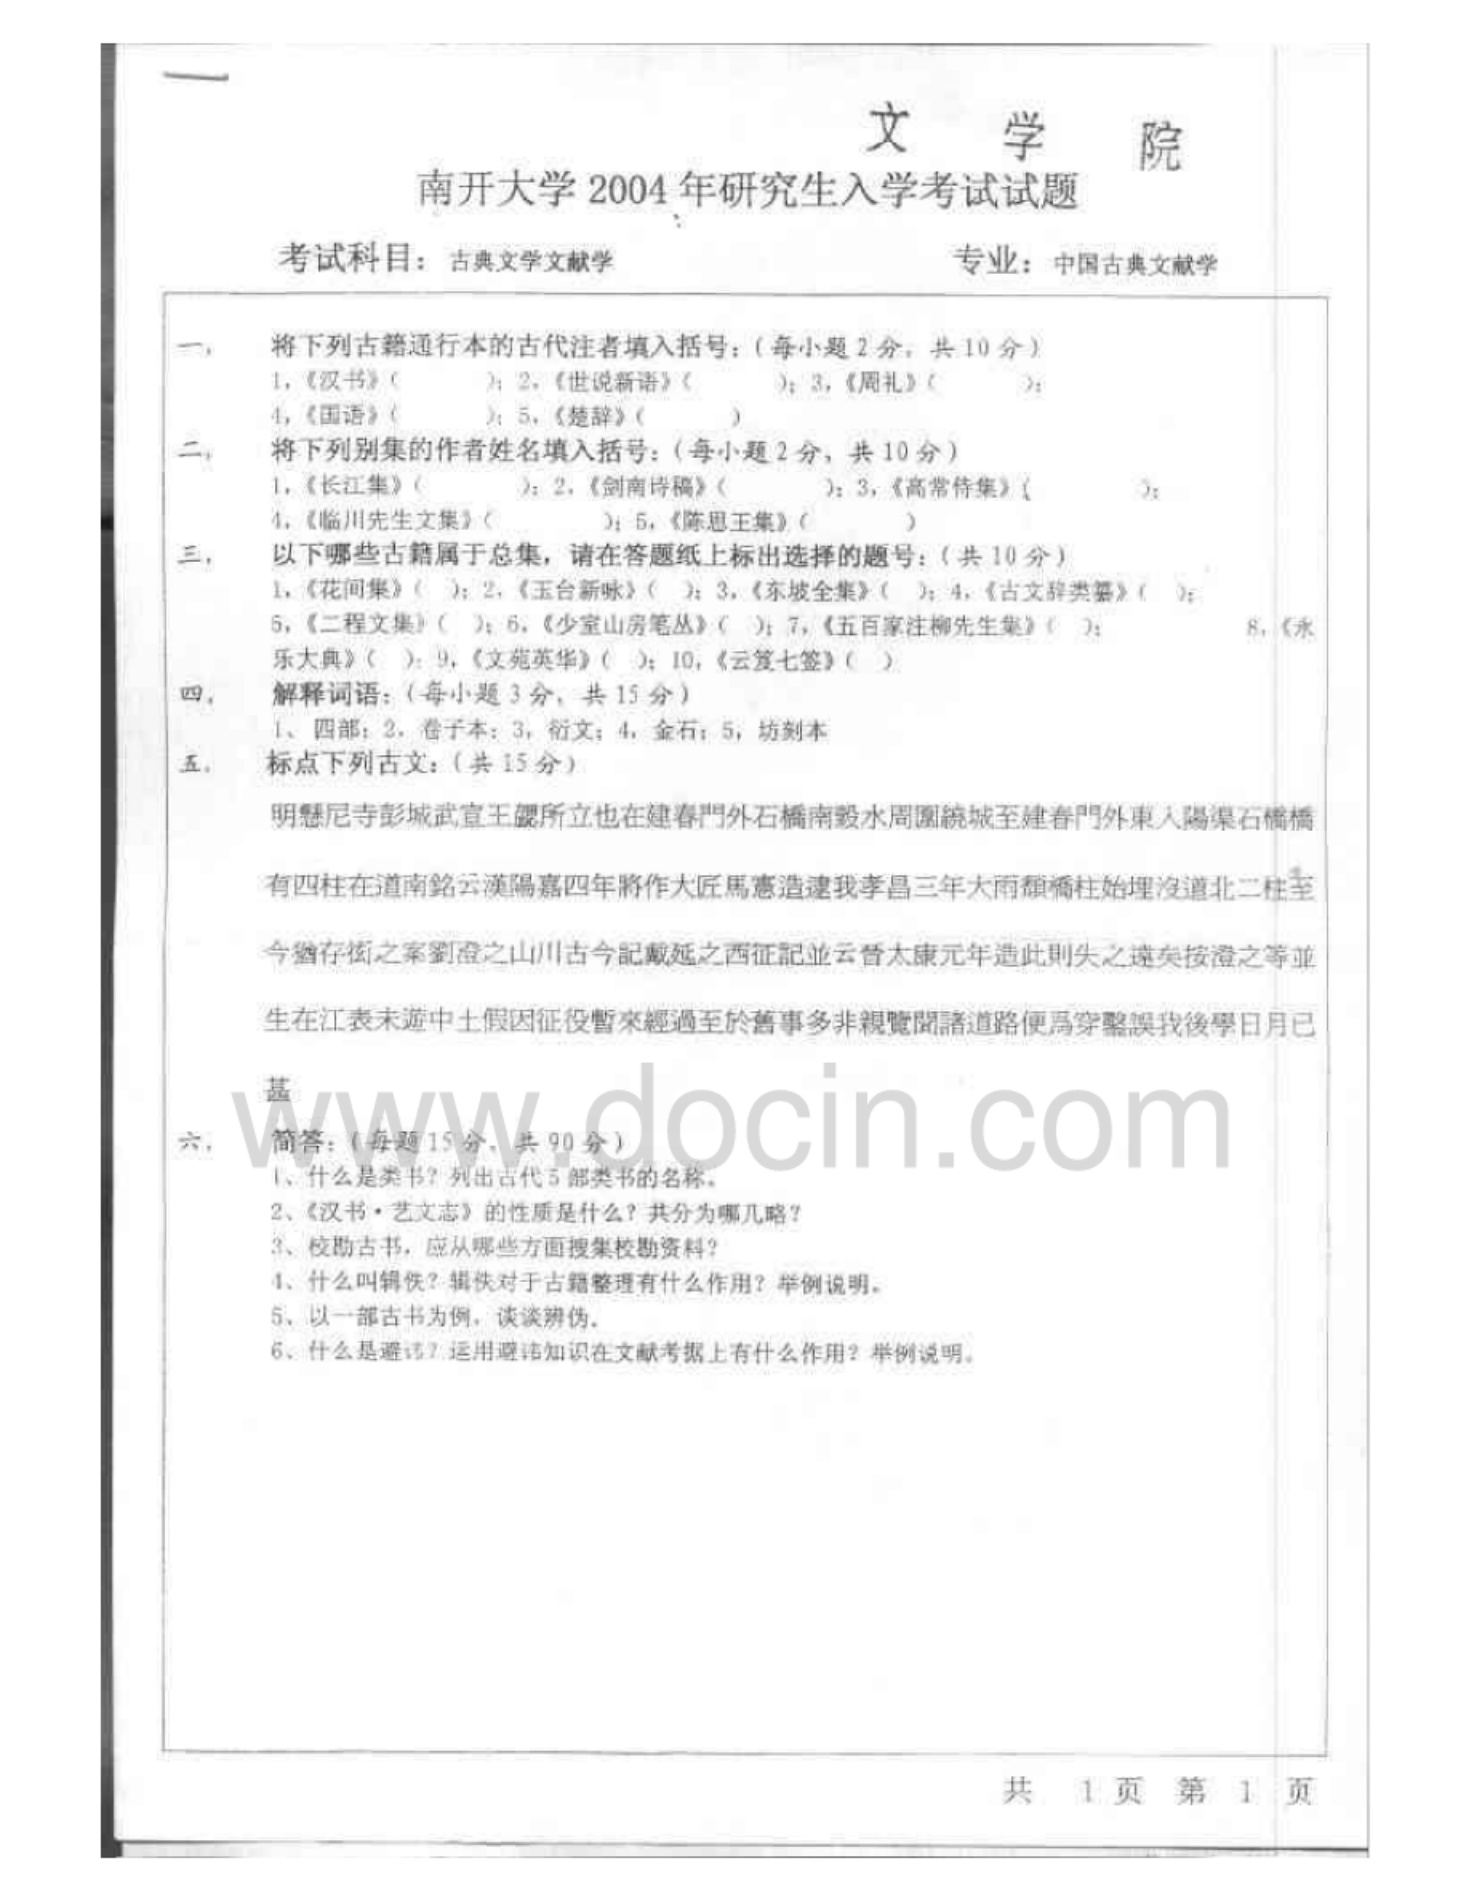 文 学 院
南开大学 2004 年研究生入学考试试题
考试科目：古典文学文献学 专业：中国古典文献学
一， 将下列古籍通行本的古代注者填入括号：（每小题 2 分，共 10 分）
1，《汉书》（ ）；2，《世说新语》（ ）；3，《周礼》（ ）；
4，《国语》（ ）；5，《楚辞》（ ）
二， 将下列别集的作者姓名填入括号：（每小题 2 分，共 10 分）
1，《长江集》（ ）；2，《剑南诗稿》（ ）；3，《高常侍集》（ ）；
4，《临川先生文集》（ ）；5，《陈思王集》（ ）
三， 以下哪些古籍属于总集，请在答题纸上标出选择的题号：（共 10 分）
1，《花间集》（ ）；2，《玉台新咏》（ ）；3，《东坡全集》（ ）；4，《古文辞类纂》（ ）；
5，《二程文集》（ ）；6，《少室山房笔丛》（ ）；7，《五百家注柳先生集》（ ）； 8，《永
乐大典》（ ）；9，《文苑英华》（ ）；10，《云笈七签》（ ）
四， 解释词语：（每小题 3 分，共 15 分）
1、四部；2，卷子本；3，衍文；4，金石；5，坊刻本
五， 标点下列古文：（共 15 分）
明懸尼寺彭城武宣王勰所立也在建春門外石橋南穀水周圍繞城至建春門外東入陽渠石橋橋
有四柱在道南銘云漢陽嘉四年將作大匠馬憲造逮我孝昌三年大雨頹橋柱始埋沒道北二柱至
今猶存衒之案劉澄之山川古今記戴延之西征記並云晉太康元年造此則失之遠矣按澄之等並
生在江表未遊中土假因征役暫來經過至於舊事多非親覽聞諸道路便爲穿鑿誤我後學日月已
甚
六， 简答：（每题 15 分，共 90 分）
1、什么是类书？列出古代 5 部类书的名称。
2、《汉书·艺文志》的性质是什么？共分为哪几略？
3、校勘古书，应从哪些方面搜集校勘资料？
4、什么叫辑佚？辑佚对于古籍整理有什么作用？举例说明。
5、以一部古书为例，谈谈辨伪。
6、什么是避讳？运用避讳知识在文献考据上有什么作用？举例说明。
www.docin.com
共 1 页 第 1 页